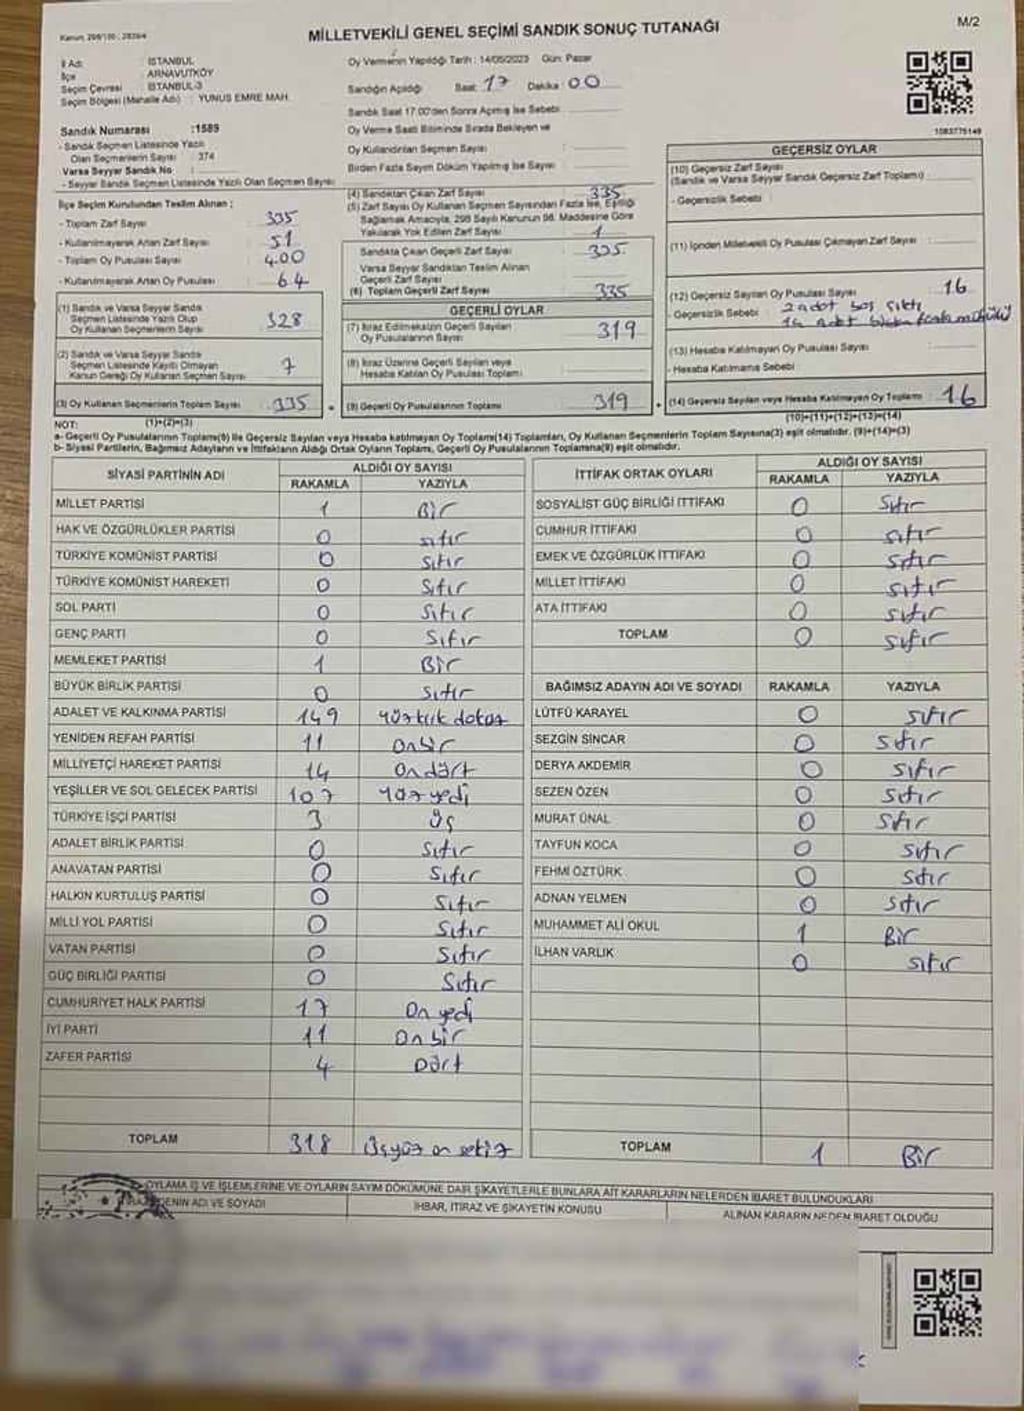 M/2
MİLLETVEKİLİ GENEL SEÇİMİ SANDIK SONUÇ TUTANAĞI
İl Adı : İSTANBUL
İlçe : ARNAVUTKÖY
Seçim Çevresi : İSTANBUL-3
Seçim Bölgesi (Mahalle Adı) : YUNUS EMRE MAH.
Oy Vermenin Yapıldığı Tarih : 14/05/2023 Gün: Pazar
Sandığın Açıldığı Saat: 17 Dakika: 00
Sandık Saat 17.00'den Sonra Açılmış İse Sebebi
Oy Verme Saati Bitiminde Sırada Bekleyen ve
Oy Kullandırılan Seçmen Sayısı :
Birden Fazla Sayım Döküm Yapılmış İse Sayısı
Sandık Numarası :1589
- Sandık Seçmen Listesinde Yazılı
Olan Seçmenlerin Sayısı : 374
Varsa Seyyar Sandık No :
- Seyyar Sandık Seçmen Listesinde Yazılı Olan Seçmen Sayısı
İlçe Seçim Kurulundan Teslim Alınan :
- Toplam Zarf Sayısı
- Kullanılmayarak Artan Zarf Sayısı : 51
- Toplam Oy Pusulası Sayısı : 400
- Kullanılmayarak Artan Oy Pusulası : 64
(1) Sandık ve Varsa Seyyar Sandık
Seçmen Listesinde Yazılı Olup
Oy Kullanan Seçmenlerin Sayısı 328
(2) Sandık ve Varsa Seyyar Sandık
Seçmen Listesinde Kayıtlı Olmayan
Kanun Gereği Oy Kullanan Seçmen Sayısı 7
(3) Oy Kullanan Seçmenlerin Toplam Sayısı : 335
(1)+(2)=(3)
(4) Sandıktan Çıkan Zarf Sayısı 335
(5) Zarf Sayısı Oy Kullanan Seçmen Sayısından Fazla İse, Eşitliği
Sağlamak Amacıyla, 298 Sayılı Kanunun 98. Maddesine Göre
Yakılarak Yok Edilen Zarf Sayısı
Sandıkta Çıkan Geçerli Zarf Sayısı : 335
Varsa Seyyar Sandıktan Teslim Alınan
Geçerli Zarf Sayısı
(6) Toplam Geçerli Zarf Sayısı 335
GEÇERLİ OYLAR
(7) İtiraz Edilmeksizin Geçerli Sayılan
Oy Pusulalarının Sayısı 319
(8) İtiraz Üzerine Geçerli Sayılan veya
Hesaba Katılan Oy Pusulası Toplamı
(9) Geçerli Oy Pusulalarının Toplamı 319
1083775149
GEÇERSİZ OYLAR
(10) Geçersiz Zarf Sayısı
(Sandık ve Varsa Seyyar Sandık Geçersiz Zarf Toplamı) :
- Geçersizlik Sebebi :
(11) İçinden Milletvekili Oy Pusulası Çıkmayan Zarf Sayısı :
(12) Geçersiz Sayılan Oy Pusulası Sayısı 16
- Geçersizlik Sebebi : 2 adet boş çıktı
(13) Hesaba Katılmayan Oy Pusulası Sayısı
- Hesaba Katılmama Sebebi
(14) Geçersiz Sayılan veya Hesaba Katılmayan Oy Toplamı : 16
(10)+(11)+(12)+(13)=(14)
NOT:
a- Geçerli Oy Pusulalarının Toplamı(9) ile Geçersiz Sayılan veya Hesaba katılmayan Oy Toplamı(14) Toplamları, Oy Kullanan Seçmenlerin Toplam Sayısına(3) eşit olmalıdır. (9)+(14)=(3)
b- Siyasi Partilerin, Bağımsız Adayların ve İttifakların Aldığı Ortak Oyların Toplamı, Geçerli Oy Pusulalarının Toplamına(9) eşit olmalıdır.
SİYASİ PARTİNİN ADI ALDIĞI OY SAYISI
RAKAMLA YAZIYLA
MİLLET PARTİSİ 1 Bir
HAK VE ÖZGÜRLÜKLER PARTİSİ 0 sıfır
TÜRKİYE KOMÜNİST PARTİSİ 0 sıfır
TÜRKİYE KOMÜNİST HAREKETİ 0 Sıfır
SOL PARTİ 0 Sıfır
GENÇ PARTİ 0 Sıfır
MEMLEKET PARTİSİ 1 Bir
BÜYÜK BİRLİK PARTİSİ 0 Sıfır
ADALET VE KALKINMA PARTİSİ 149 yüzkırk dokuz
YENİDEN REFAH PARTİSİ 11 Onbir
MİLLİYETÇİ HAREKET PARTİSİ 14 Ondört
YEŞİLLER VE SOL GELECEK PARTİSİ 107 Yüz yedi
TÜRKİYE İŞÇİ PARTİSİ 3 Üç
ADALET BİRLİK PARTİSİ 0 Sıfır
ANAVATAN PARTİSİ 0 Sıfır
HALKIN KURTULUŞ PARTİSİ 0 Sıfır
MİLLİ YOL PARTİSİ 0 Sıfır
VATAN PARTİSİ 0 Sıfır
GÜÇ BİRLİĞİ PARTİSİ 0 Sıfır
CUMHURİYET HALK PARTİSİ 17 On yedi
İYİ PARTİ 11 On bir
ZAFER PARTİSİ 4 Dört
TOPLAM 318 Üçyüz on sekiz
İTTİFAK ORTAK OYLARI ALDIĞI OY SAYISI
RAKAMLA YAZIYLA
SOSYALİST GÜÇ BİRLİĞİ İTTİFAKI 0 Sıfır
CUMHUR İTTİFAKI 0 sıfır
EMEK VE ÖZGÜRLÜK İTTİFAKI 0 sıfır
MİLLET İTTİFAKI 0 sıfır
ATA İTTİFAKI 0 sıfır
TOPLAM 0 sıfır
BAĞIMSIZ ADAYIN ADI VE SOYADI RAKAMLA YAZIYLA
LÜTFÜ KARAYEL 0 sıfır
SEZGİN SİNCAR 0 Sıfır
DERYA AKDEMİR 0 sıfır
SEZEN ÖZEN 0 Sıfır
MURAT ÜNAL 0 Sıfır
TAYFUN KOCA 0 Sıfır
FEHMİ ÖZTÜRK 0 Sıfır
ADNAN YELMEN 0 Sıfır
MUHAMMET ALİ OKUL 1 Bir
İLHAN VARLIK 0 sıfır
TOPLAM 1 Bir
OYLAMA İŞ VE İŞLEMLERİNE VE OYLARIN SAYIM DÖKÜMÜNE DAİR ŞİKAYETLERLE BUNLARA AİT KARARLARIN NELERDEN İBARET BULUNDUKLARI
DENİN ADI VE SOYADI İHBAR, İTİRAZ VE ŞİKAYETİN KONUSU ALINAN KARARIN NEDEN İBARET OLDUĞU